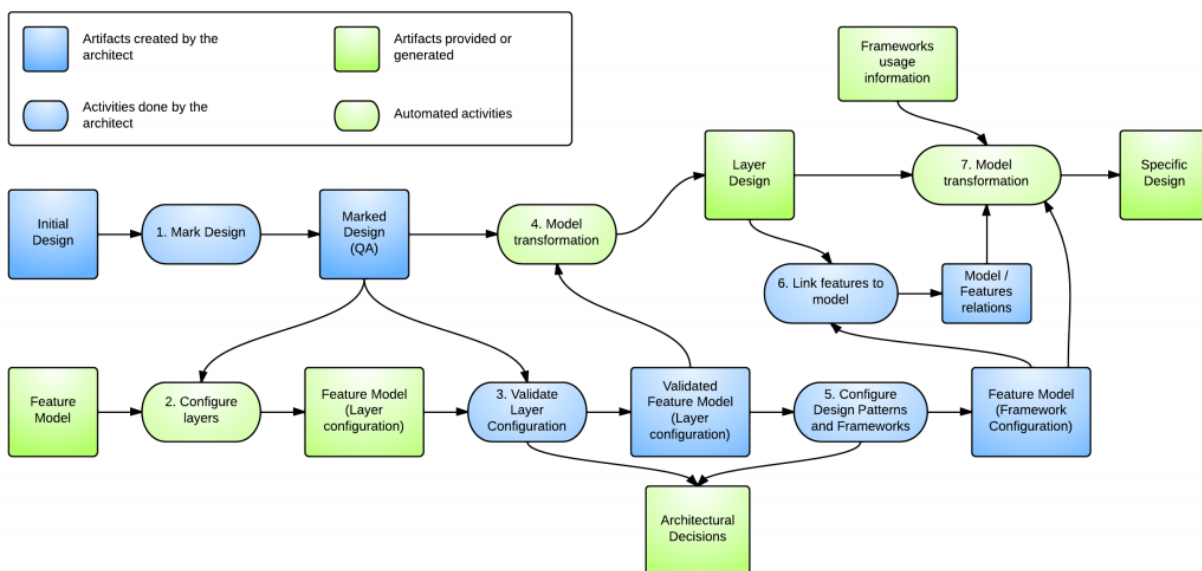 Artifacts created by the
architect
Artifacts provided or
generated
Activities done by the
architect
Automated activities
Frameworks
usage
information
Layer
Design
7. Model
transformation
Specific
Design
Initial
Design
1. Mark Design
Marked
Design
(QA)
4. Model
transformation
6. Link features to
model
Model /
Features
relations
Feature
Model
2. Configure
layers
Feature Model
(Layer
configuration)
3. Validate
Layer
Configuration
Validated
Feature Model
(Layer
configuration)
5. Configure
Design Patterns
and Frameworks
Feature Model
(Framework
Configuration)
Architectural
Decisions